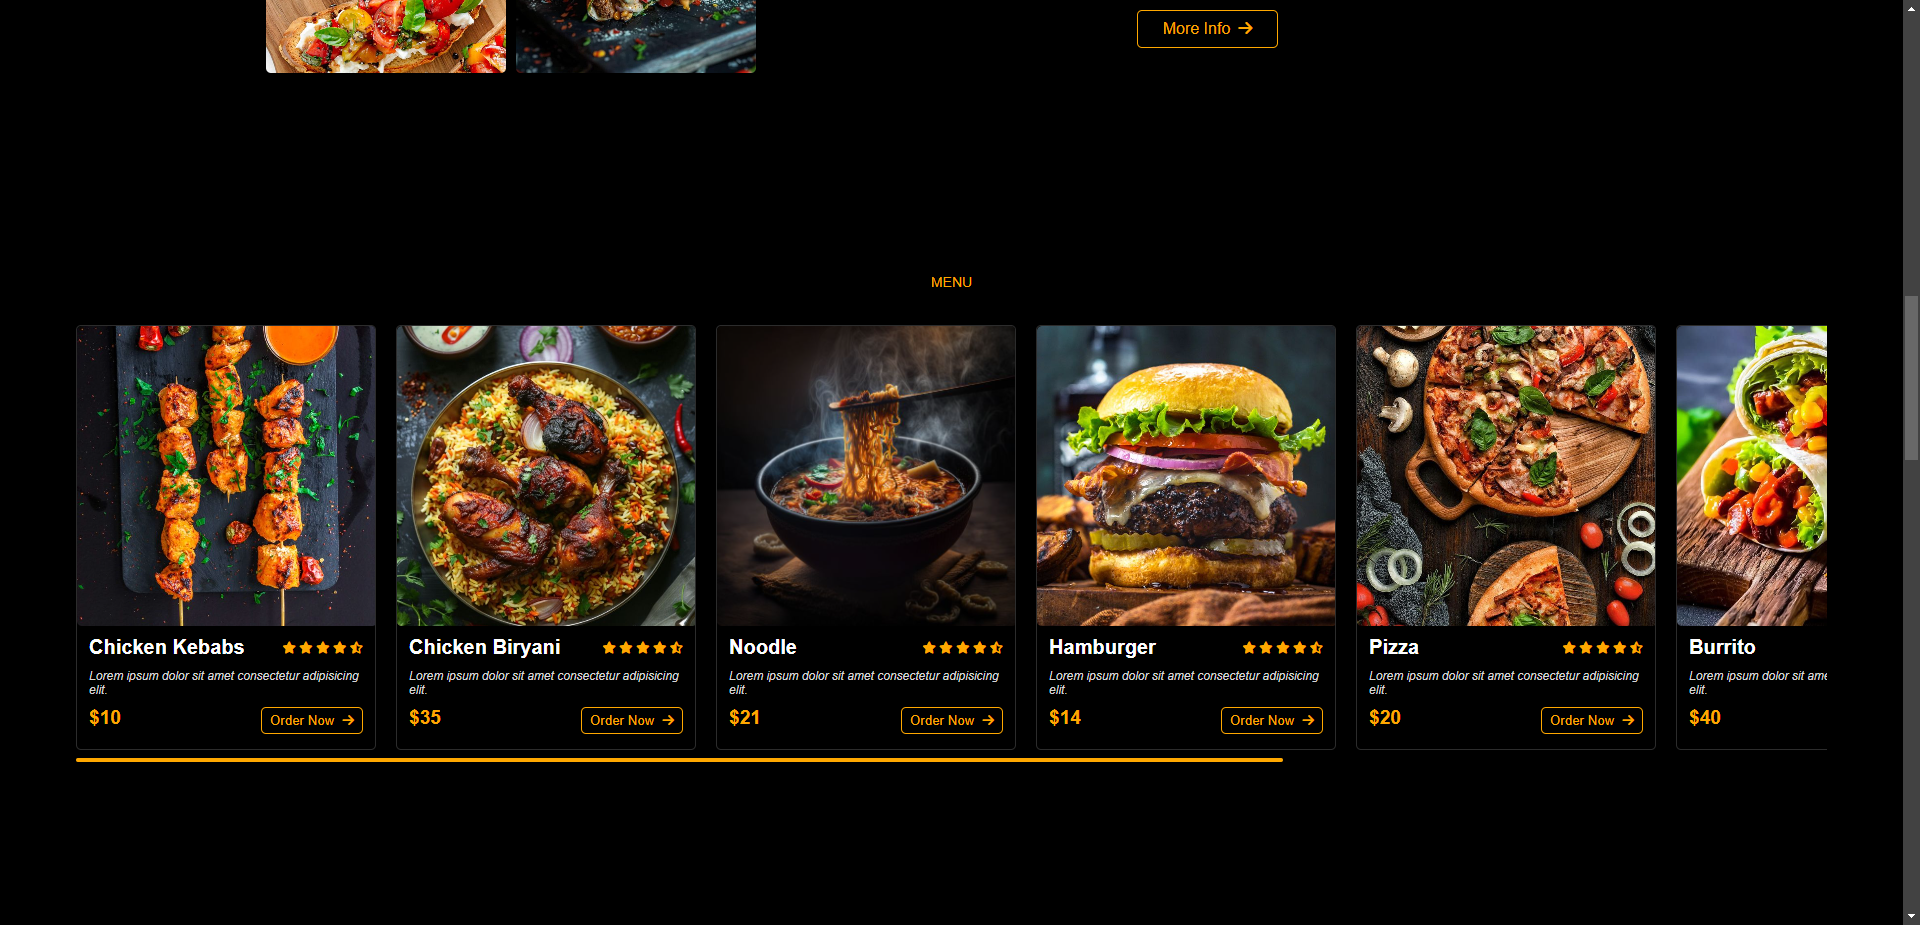 More Info
MENU
Chicken Kebabs
Lorem ipsum dolor sit amet consectetur adipisicing
elit.
$10
Order Now
Chicken Biryani
Lorem ipsum dolor sit amet consectetur adipisicing
elit.
$35
Order Now
Noodle
Lorem ipsum dolor sit amet consectetur adipisicing
elit.
$21
Order Now
Hamburger
Lorem ipsum dolor sit amet consectetur adipisicing
elit.
$14
Order Now
Pizza
Lorem ipsum dolor sit amet consectetur adipisicing
elit.
$20
Order Now
Burrito
Lorem ipsum dolor sit ame
elit.
$40